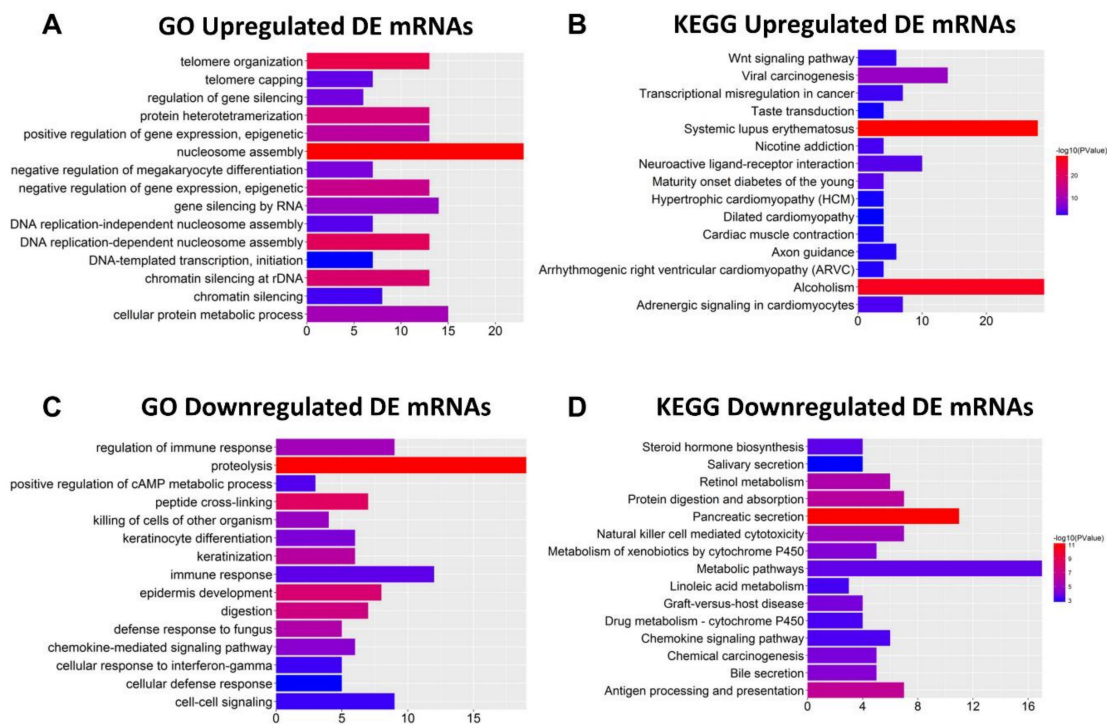 A GO Upregulated DE mRNAs
telomere organization
telomere capping
regulation of gene silencing
protein heterotetramerization
positive regulation of gene expression, epigenetic
nucleosome assembly
negative regulation of megakaryocyte differentiation
negative regulation of gene expression, epigenetic
gene silencing by RNA
DNA replication-independent nucleosome assembly
DNA replication-dependent nucleosome assembly
DNA-templated transcription, initiation
chromatin silencing at rDNA
chromatin silencing
cellular protein metabolic process
0 5 10 15 20
B KEGG Upregulated DE mRNAs
Wnt signaling pathway
Viral carcinogenesis
Transcriptional misregulation in cancer
Taste transduction
Systemic lupus erythematosus
Nicotine addiction
Neuroactive ligand-receptor interaction
Maturity onset diabetes of the young
Hypertrophic cardiomyopathy (HCM)
Dilated cardiomyopathy
Cardiac muscle contraction
Axon guidance
Arrhythmogenic right ventricular cardiomyopathy (ARVC)
Alcoholism
Adrenergic signaling in cardiomyocytes
0 10 20
-log10(PValue)
20
10
C GO Downregulated DE mRNAs
regulation of immune response
proteolysis
positive regulation of cAMP metabolic process
peptide cross-linking
killing of cells of other organism
keratinocyte differentiation
keratinization
immune response
epidermis development
digestion
defense response to fungus
chemokine-mediated signaling pathway
cellular response to interferon-gamma
cellular defense response
cell-cell signaling
0 5 10 15
D KEGG Downregulated DE mRNAs
Steroid hormone biosynthesis
Salivary secretion
Retinol metabolism
Protein digestion and absorption
Pancreatic secretion
Natural killer cell mediated cytotoxicity
Metabolism of xenobiotics by cytochrome P450
Metabolic pathways
Linoleic acid metabolism
Graft-versus-host disease
Drug metabolism - cytochrome P450
Chemokine signaling pathway
Chemical carcinogenesis
Bile secretion
Antigen processing and presentation
0 4 8 12 16
-log10(PValue)
11
9
7
5
3